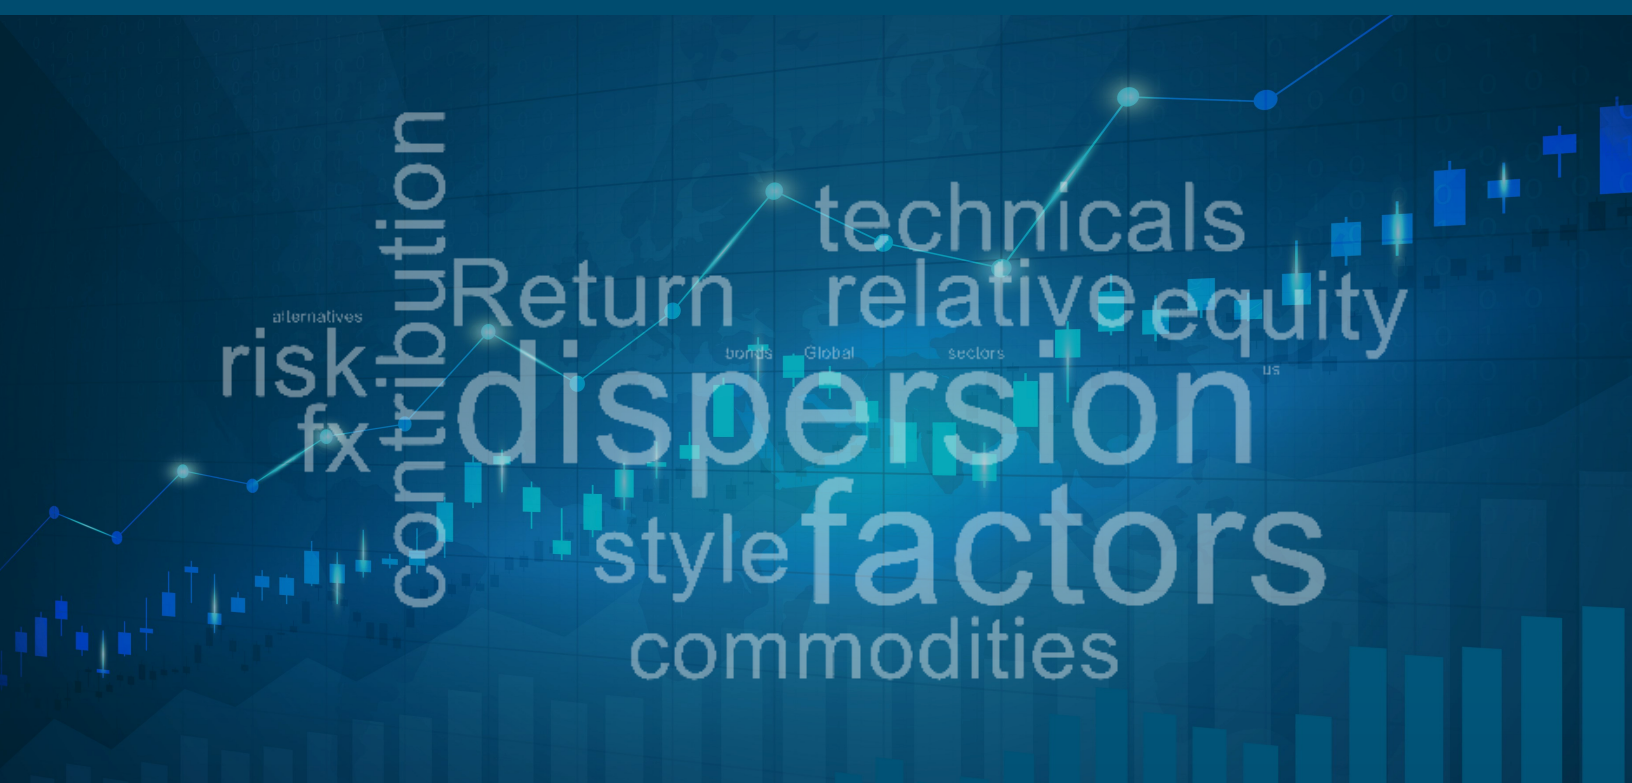 contribution
technicals
Return
relative
equity
alternatives
risk
bonds
Global
sectors
us
dispersion
fx
style
factors
commodities